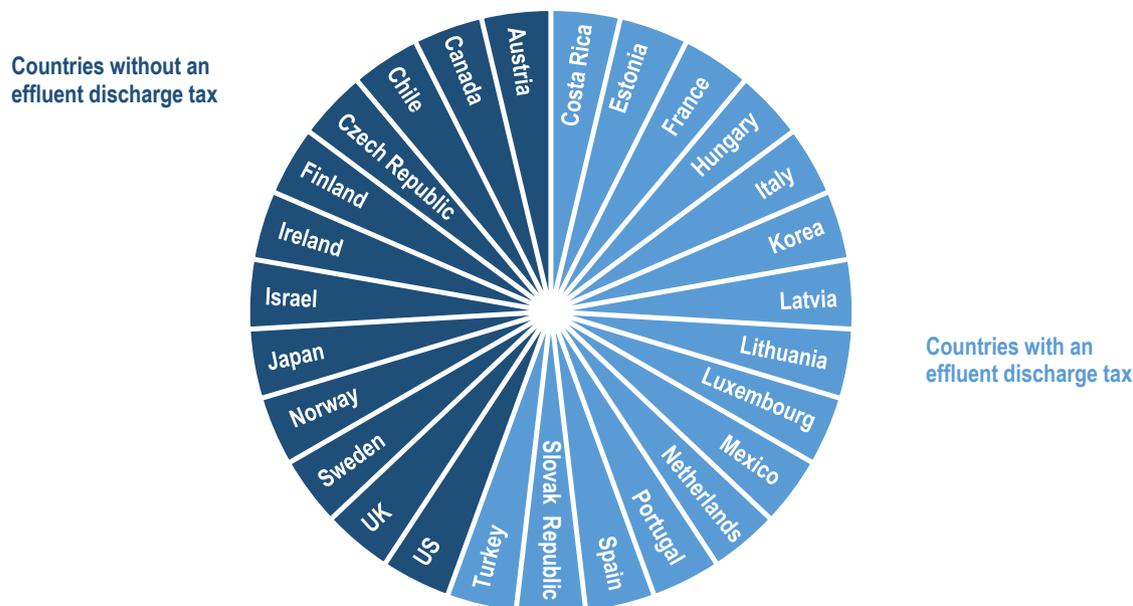 Countries without an
effluent discharge tax
Costa Rica
Estonia
France
Hungary
Italy
Korea
Latvia
Lithuania
Luxembourg
Mexico
Netherlands
Portugal
Spain
Slovak Republic
Turkey
US
UK
Sweden
Norway
Japan
Israel
Ireland
Finland
Czech Republic
Chile
Canada
Austria
Countries with an
effluent discharge tax